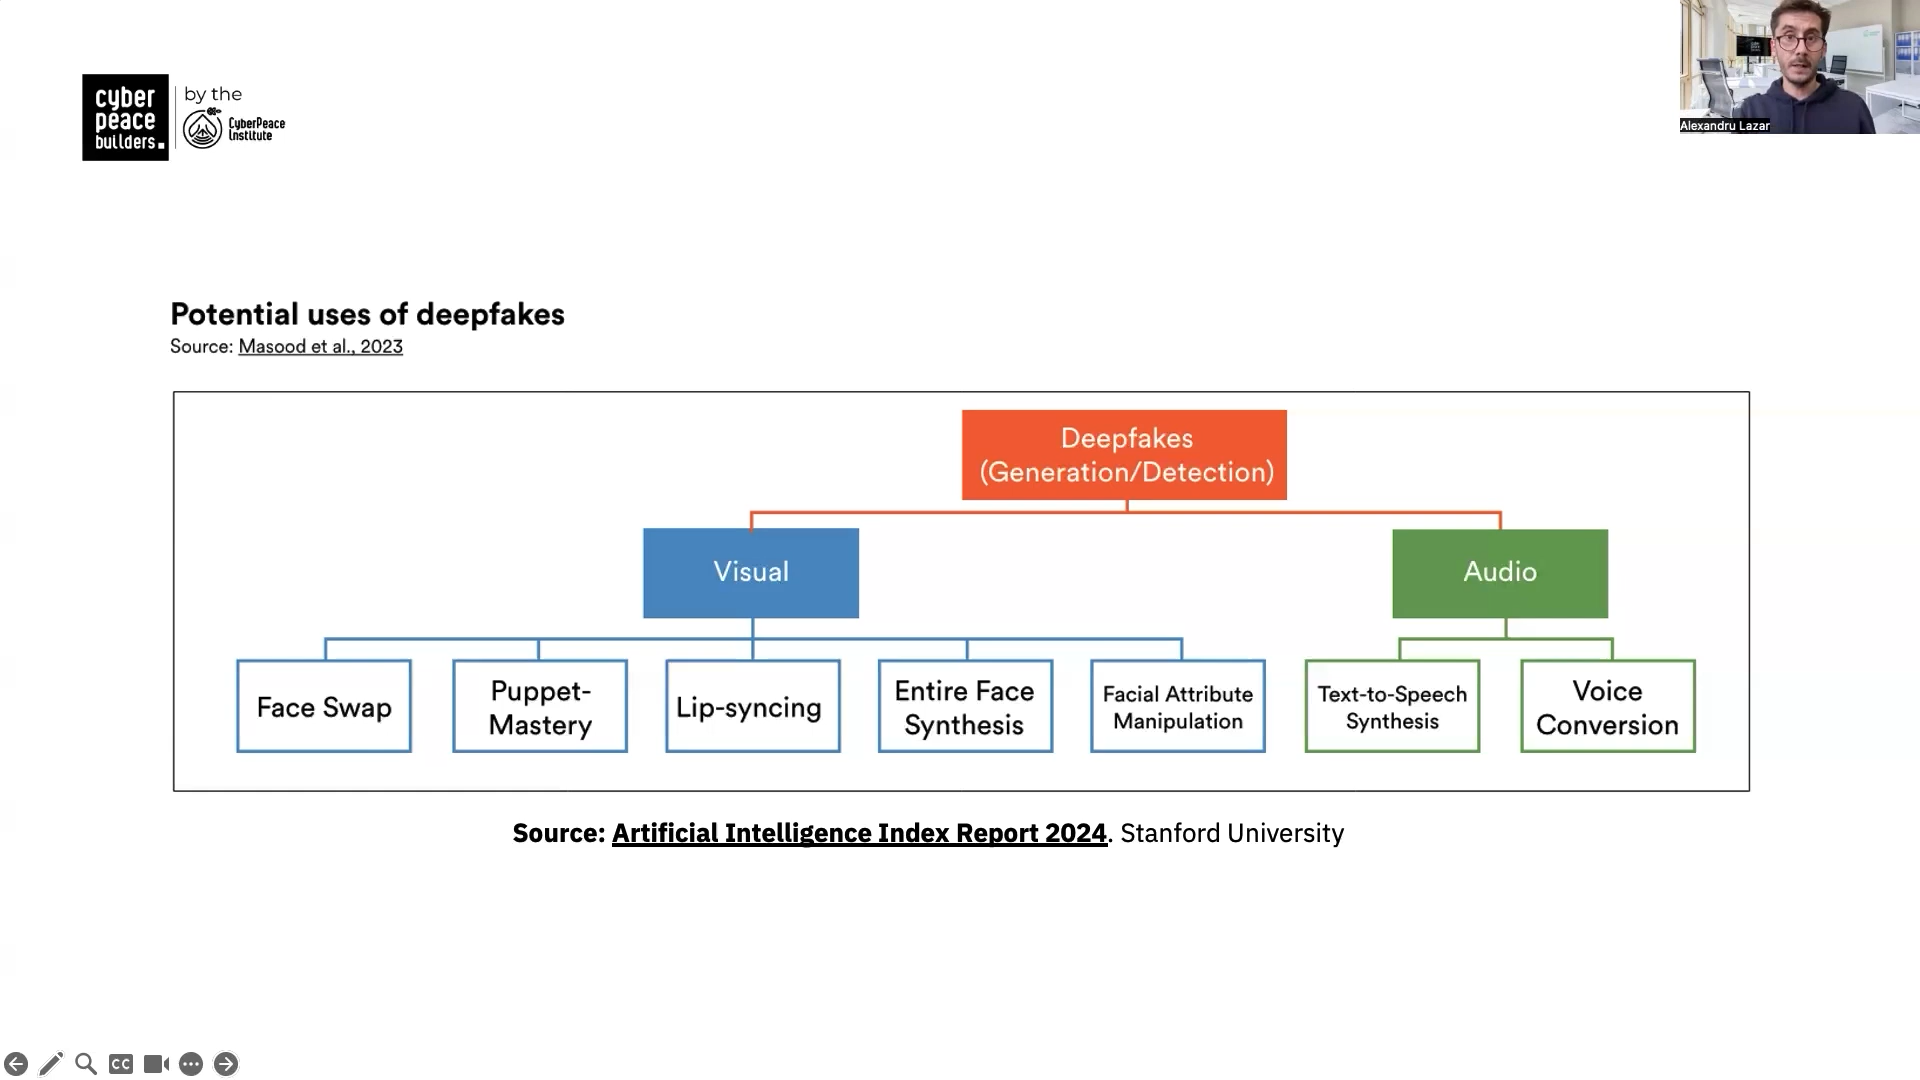 cyber
peace
builders.
by the
CyberPeace
Institute
Alexandru Lazar
Potential uses of deepfakes
Source: Masood et al., 2023
Deepfakes
(Generation/Detection)
Visual
Audio
Face Swap
Puppet-
Mastery
Lip-syncing
Entire Face
Synthesis
Facial Attribute
Manipulation
Text-to-Speech
Synthesis
Voice
Conversion
Source: Artificial Intelligence Index Report 2024. Stanford University
CC